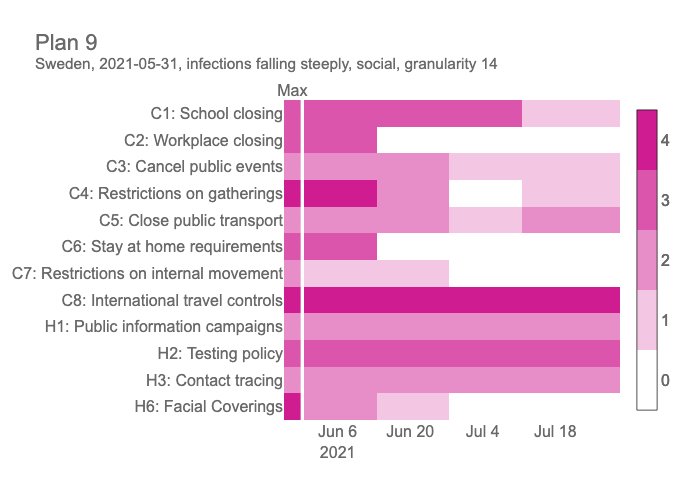 Plan 9
Sweden, 2021-05-31, infections falling steeply, social, granularity 14
Max
C1: School closing
C2: Workplace closing
C3: Cancel public events
C4: Restrictions on gatherings
C5: Close public transport
C6: Stay at home requirements
C7: Restrictions on internal movement
C8: International travel controls
H1: Public information campaigns
H2: Testing policy
H3: Contact tracing
H6: Facial Coverings
Jun 6 Jun 20 Jul 4 Jul 18
2021
4
3
2
1
0